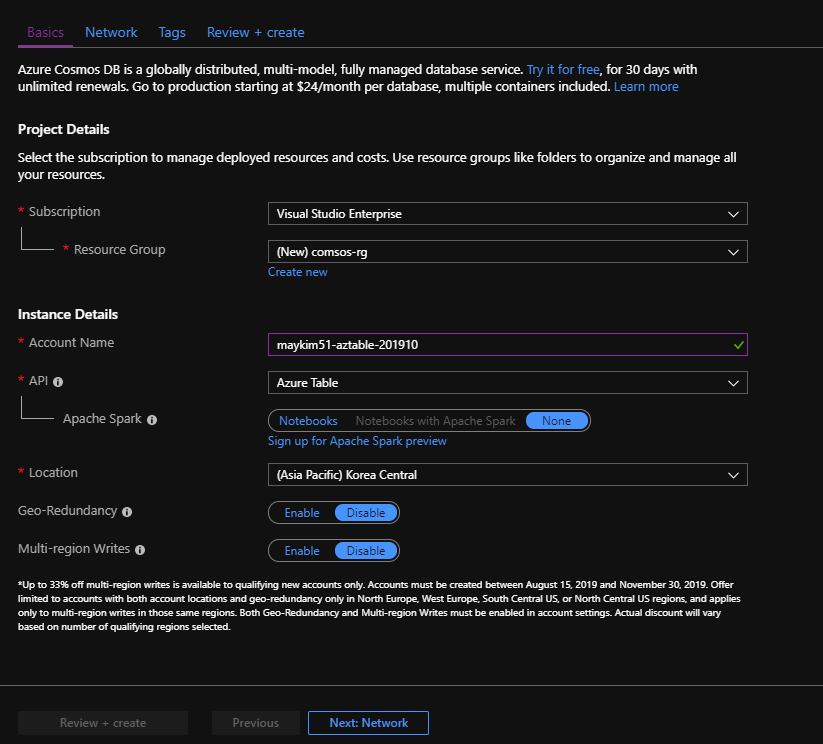 Basics Network Tags Review + create
Azure Cosmos DB is a globally distributed, multi-model, fully managed database service. Try it for free, for 30 days with
unlimited renewals. Go to production starting at $24/month per database, multiple containers included. Learn more
Project Details
Select the subscription to manage deployed resources and costs. Use resource groups like folders to organize and manage all
your resources.
* Subscription Visual Studio Enterprise
* Resource Group (New) comsos-rg
Create new
Instance Details
* Account Name maykim51-aztable-201910
* API Azure Table
Apache Spark Notebooks Notebooks with Apache Spark None
Sign up for Apache Spark preview
* Location (Asia Pacific) Korea Central
Geo-Redundancy Enable Disable
Multi-region Writes Enable Disable
*Up to 33% off multi-region writes is available to qualifying new accounts only. Accounts must be created between August 15, 2019 and November 30, 2019. Offer
limited to accounts with both account locations and geo-redundancy only in North Europe, West Europe, South Central US, or North Central US regions, and applies
only to multi-region writes in those same regions. Both Geo-Redundancy and Multi-region Writes must be enabled in account settings. Actual discount will vary
based on number of qualifying regions selected.
Review + create Previous Next: Network